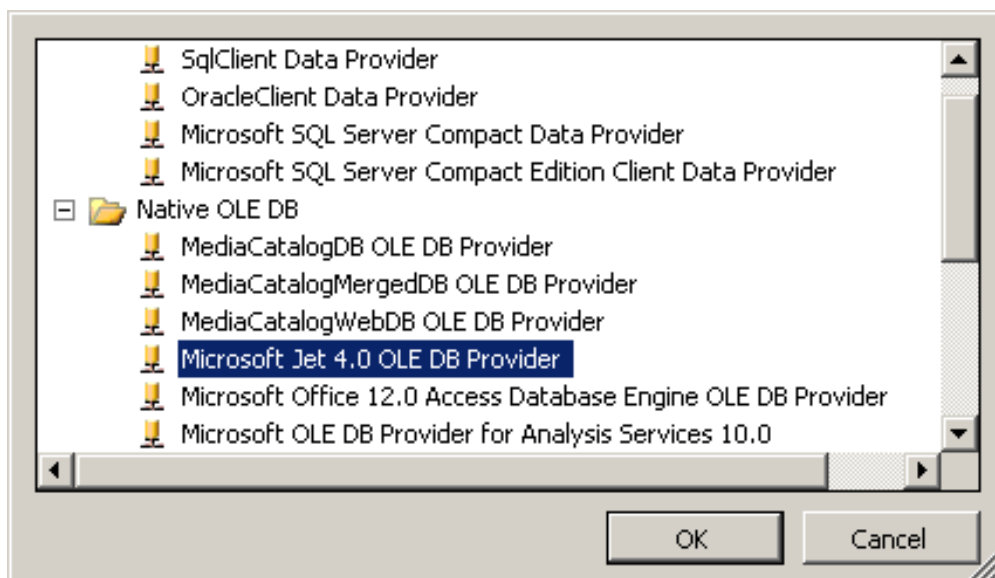 SqlClient Data Provider
OracleClient Data Provider
Microsoft SQL Server Compact Data Provider
Microsoft SQL Server Compact Edition Client Data Provider
Native OLE DB
MediaCatalogDB OLE DB Provider
MediaCatalogMergedDB OLE DB Provider
MediaCatalogWebDB OLE DB Provider
Microsoft Jet 4.0 OLE DB Provider
Microsoft Office 12.0 Access Database Engine OLE DB Provider
Microsoft OLE DB Provider for Analysis Services 10.0
OK Cancel